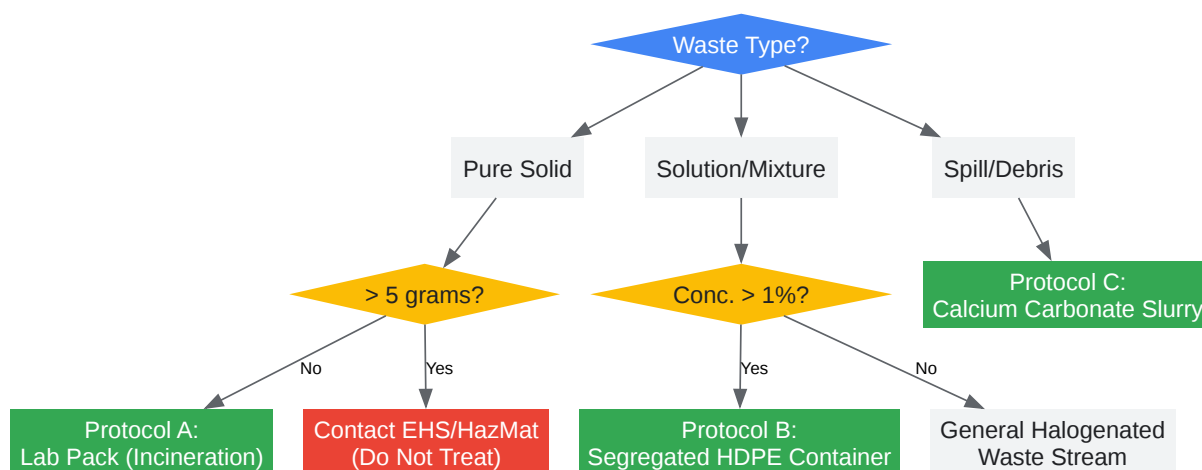 Waste Type?
Pure Solid
Solution/Mixture
Spill/Debris
> 5 grams?
Conc. > 1%?
Protocol C:
Calcium Carbonate Slurry
No
Yes
Yes
No
Protocol A:
Lab Pack (Incineration)
Contact EHS/HazMat
(Do Not Treat)
Protocol B:
Segregated HDPE Container
General Halogenated
Waste Stream